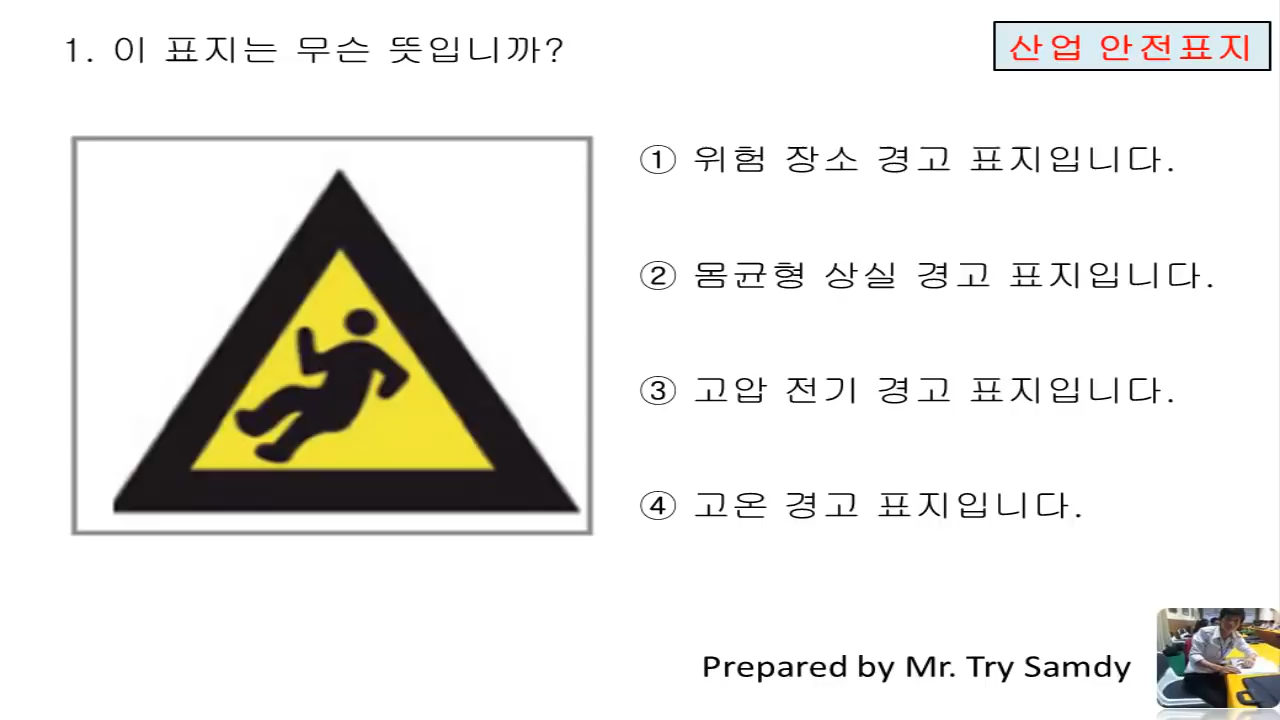 1. 이 표지는 무슨 뜻입니까?
산업 안전표지
① 위험 장소 경고 표지입니다.
② 몸균형 상실 경고 표지입니다.
③ 고압 전기 경고 표지입니다.
④ 고온 경고 표지입니다.
Prepared by Mr. Try Samdy